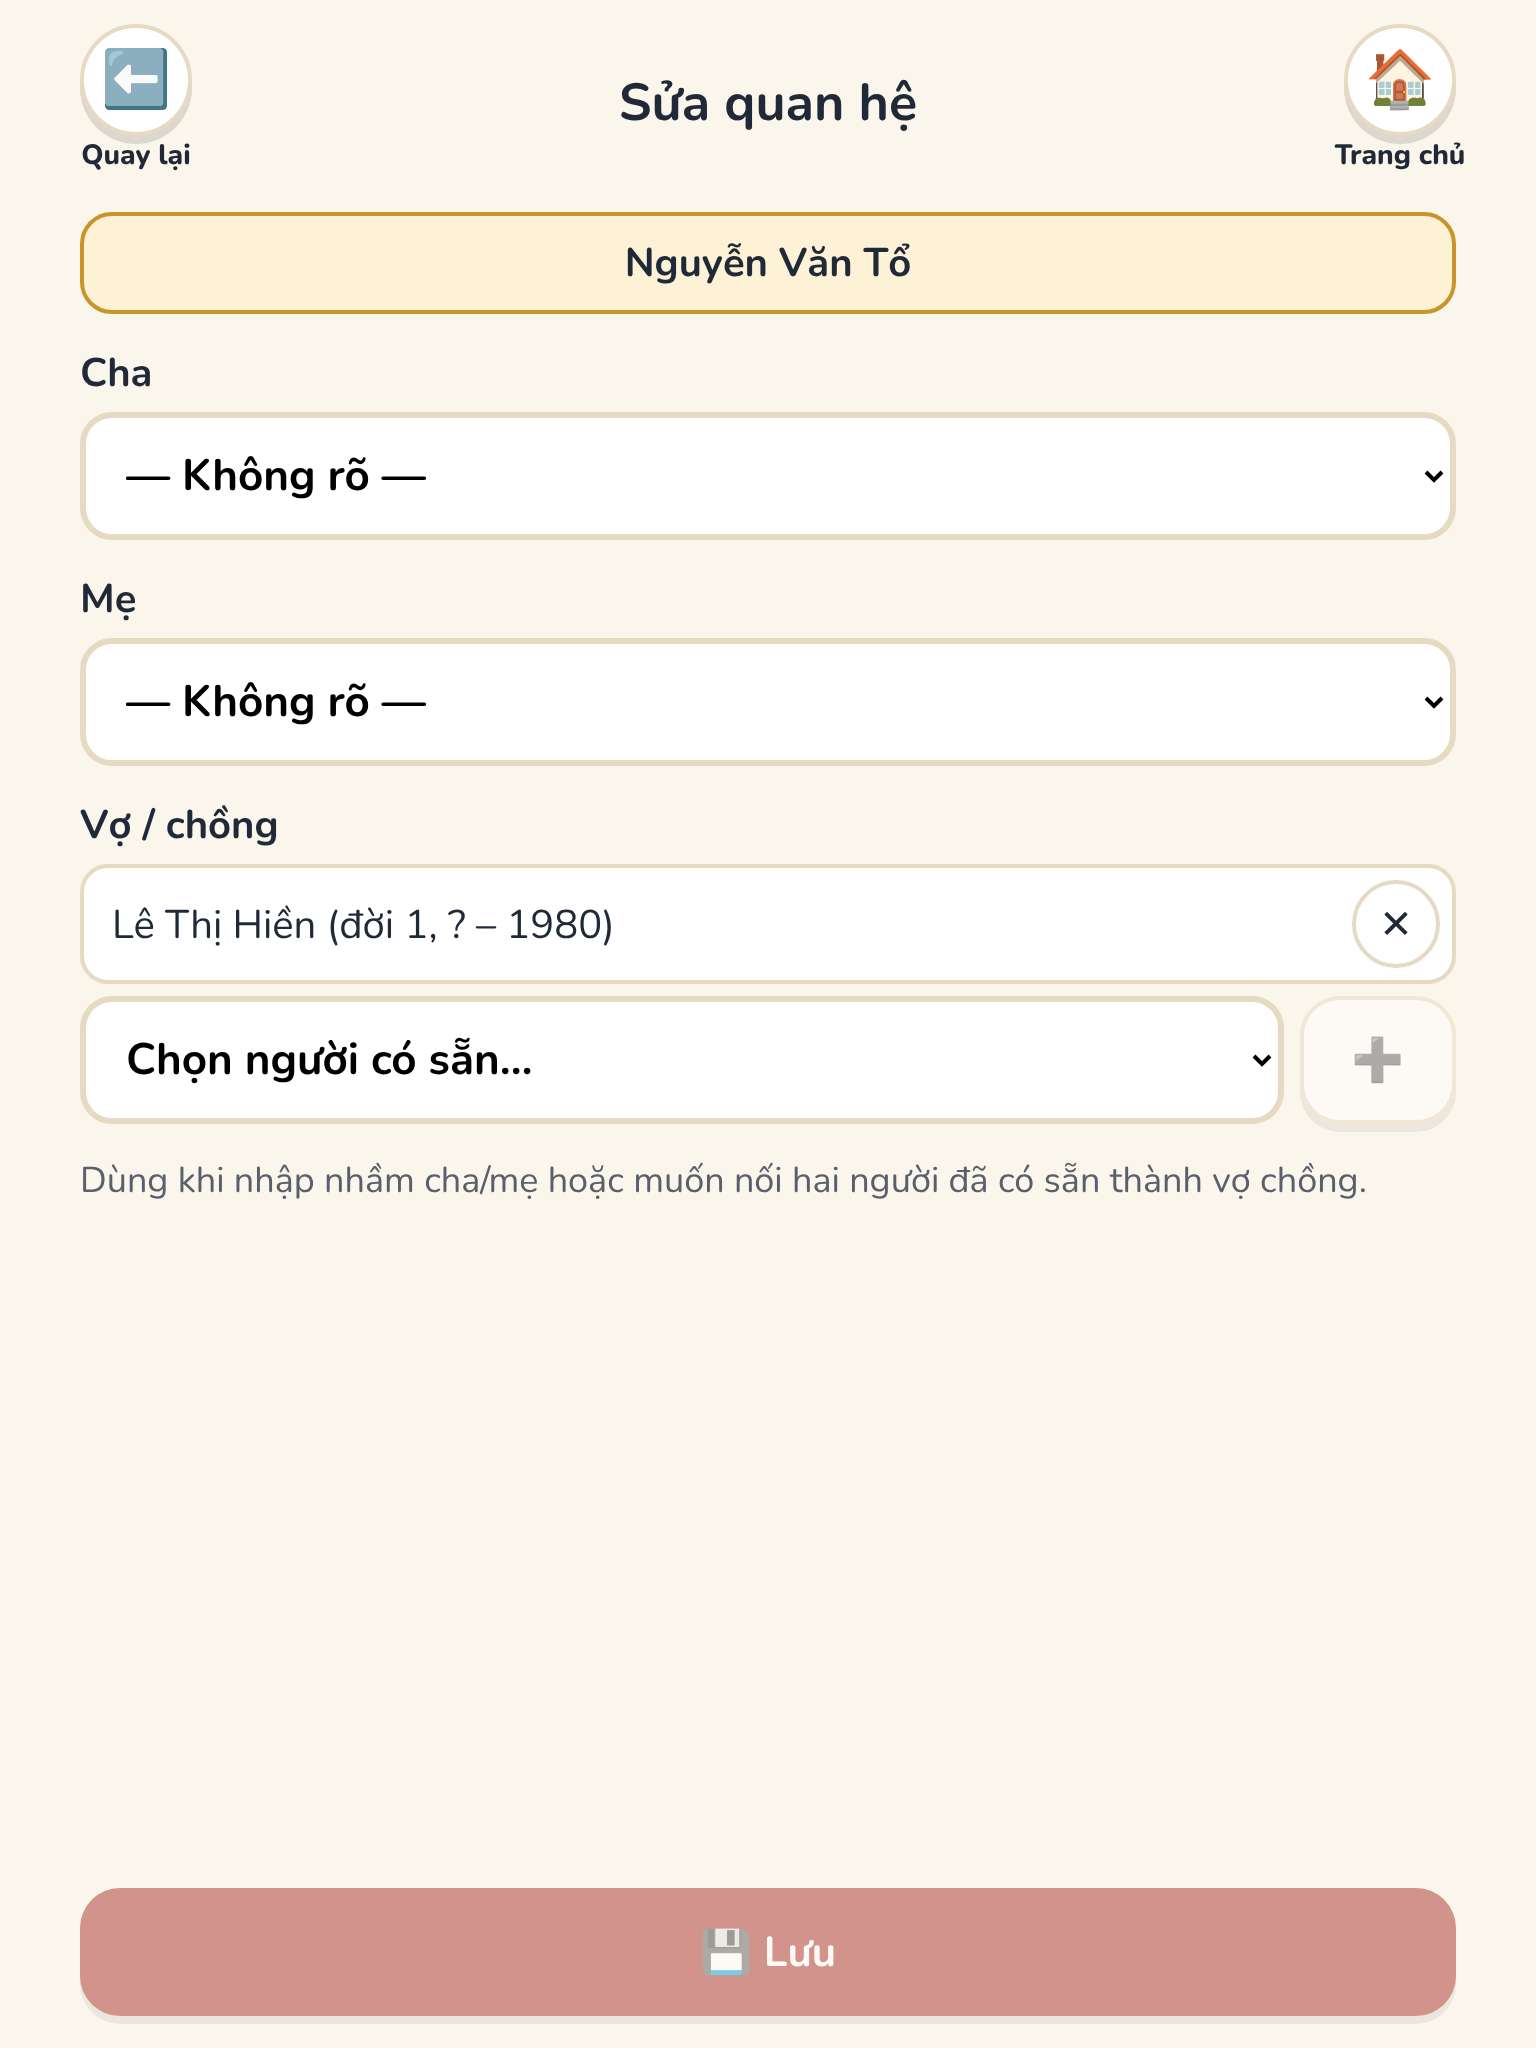 Quay lại
Sửa quan hệ
Trang chủ
Nguyễn Văn Tổ
Cha
— Không rõ —
Mẹ
— Không rõ —
Vợ / chồng
Lê Thị Hiền (đời 1, ? – 1980)
Chọn người có sẵn...
Dùng khi nhập nhầm cha/mẹ hoặc muốn nối hai người đã có sẵn thành vợ chồng.
Lưu